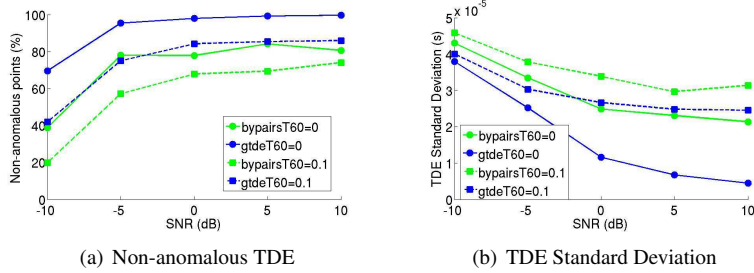 100
80
60
40
20
0
-10
-5
0
5
10
Non-anomalous points (%)
SNR (dB)
bypairsT60=0
gtdeT60=0
bypairsT60=0.1
gtdeT60=0.1
(a) Non-anomalous TDE
5 x 10^-5
4
3
2
1
0
-10
-5
0
5
10
TDE Standard Deviation (s)
SNR (dB)
bypairsT60=0
gtdeT60=0
bypairsT60=0.1
gtdeT60=0.1
(b) TDE Standard Deviation